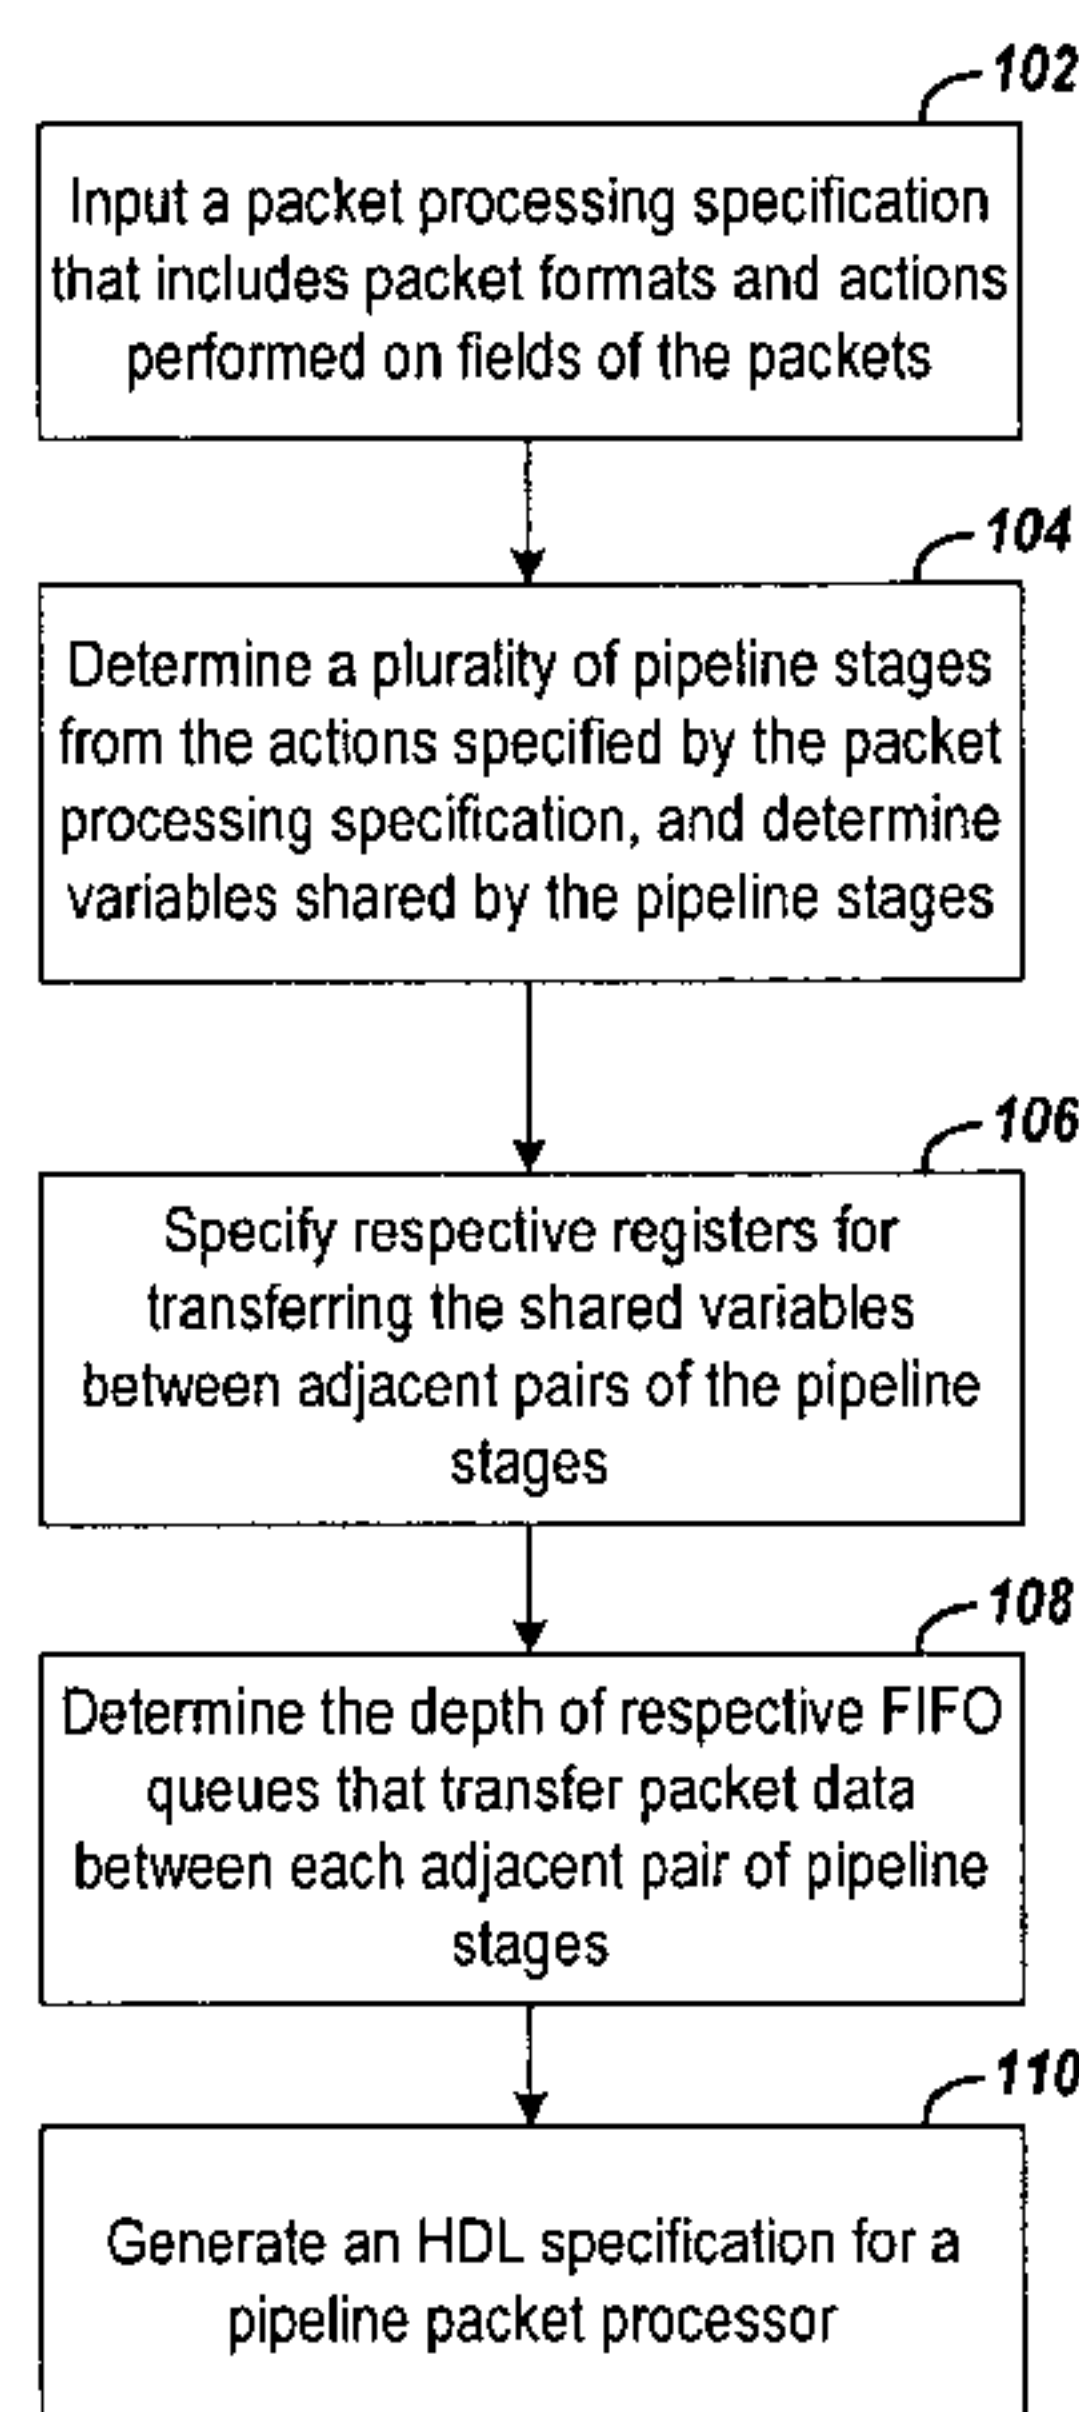 102
Input a packet processing specification
that includes packet formats and actions
performed on fields of the packets
104
Determine a plurality of pipeline stages
from the actions specified by the packet
processing specification, and determine
variables shared by the pipeline stages
106
Specify respective registers for
transferring the shared variables
between adjacent pairs of the pipeline
stages
108
Determine the depth of respective FIFO
queues that transfer packet data
between each adjacent pair of pipeline
stages
110
Generate an HDL specification for a
pipeline packet processor